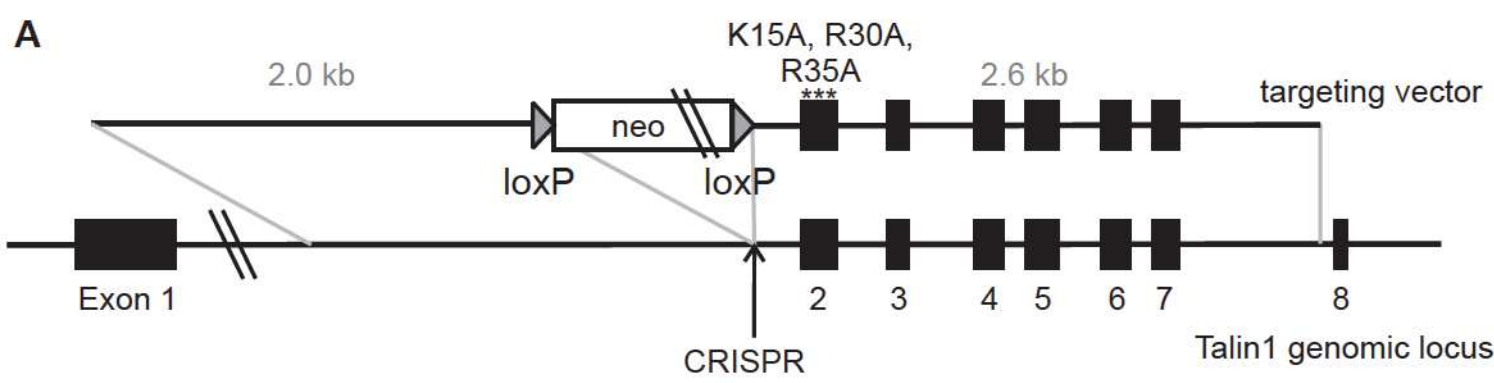 A
K15A, R30A,
R35A
***
2.0 kb
2.6 kb
targeting vector
neo
loxP
loxP
Exon 1
2
3
4
5
6
7
8
CRISPR
Talin1 genomic locus